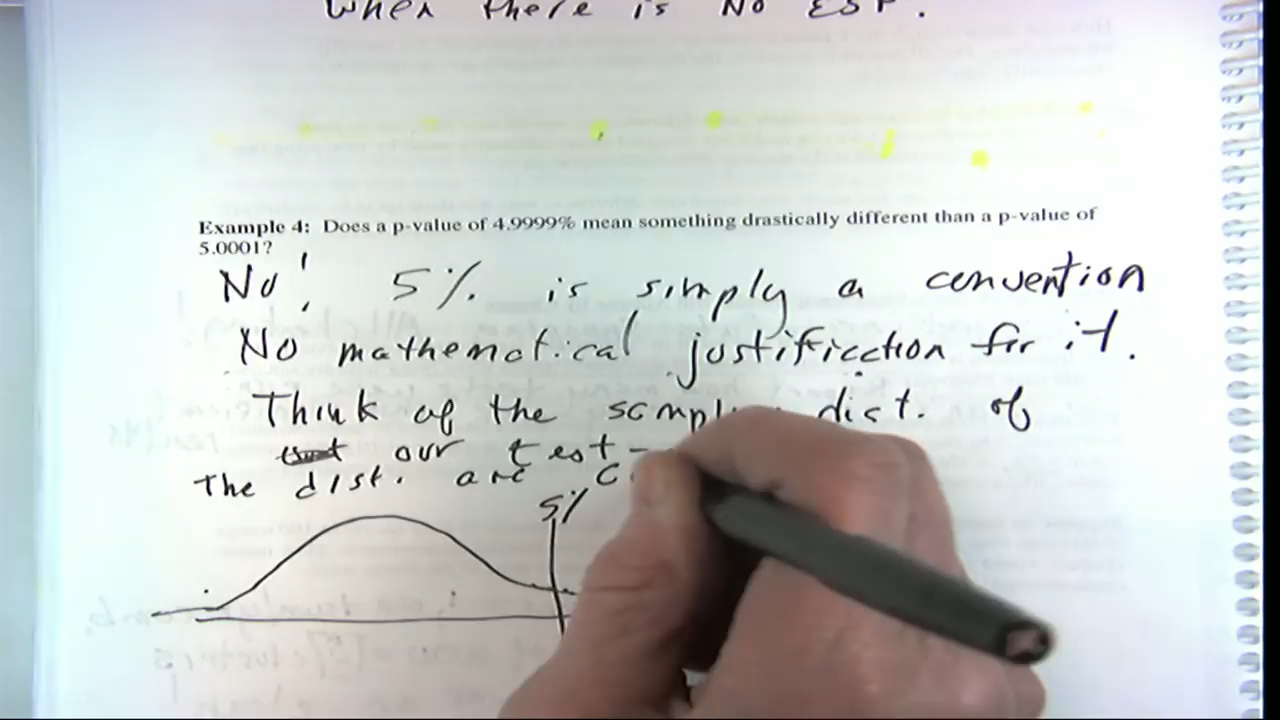 When there is No ESP.
Example 4: Does a p-value of 4.9999% mean something drastically different than a p-value of
5.0001?
No! 5% is simply a convention
No mathematical justification for it.
Think of the dist. of
our test-
The dist. are
5%